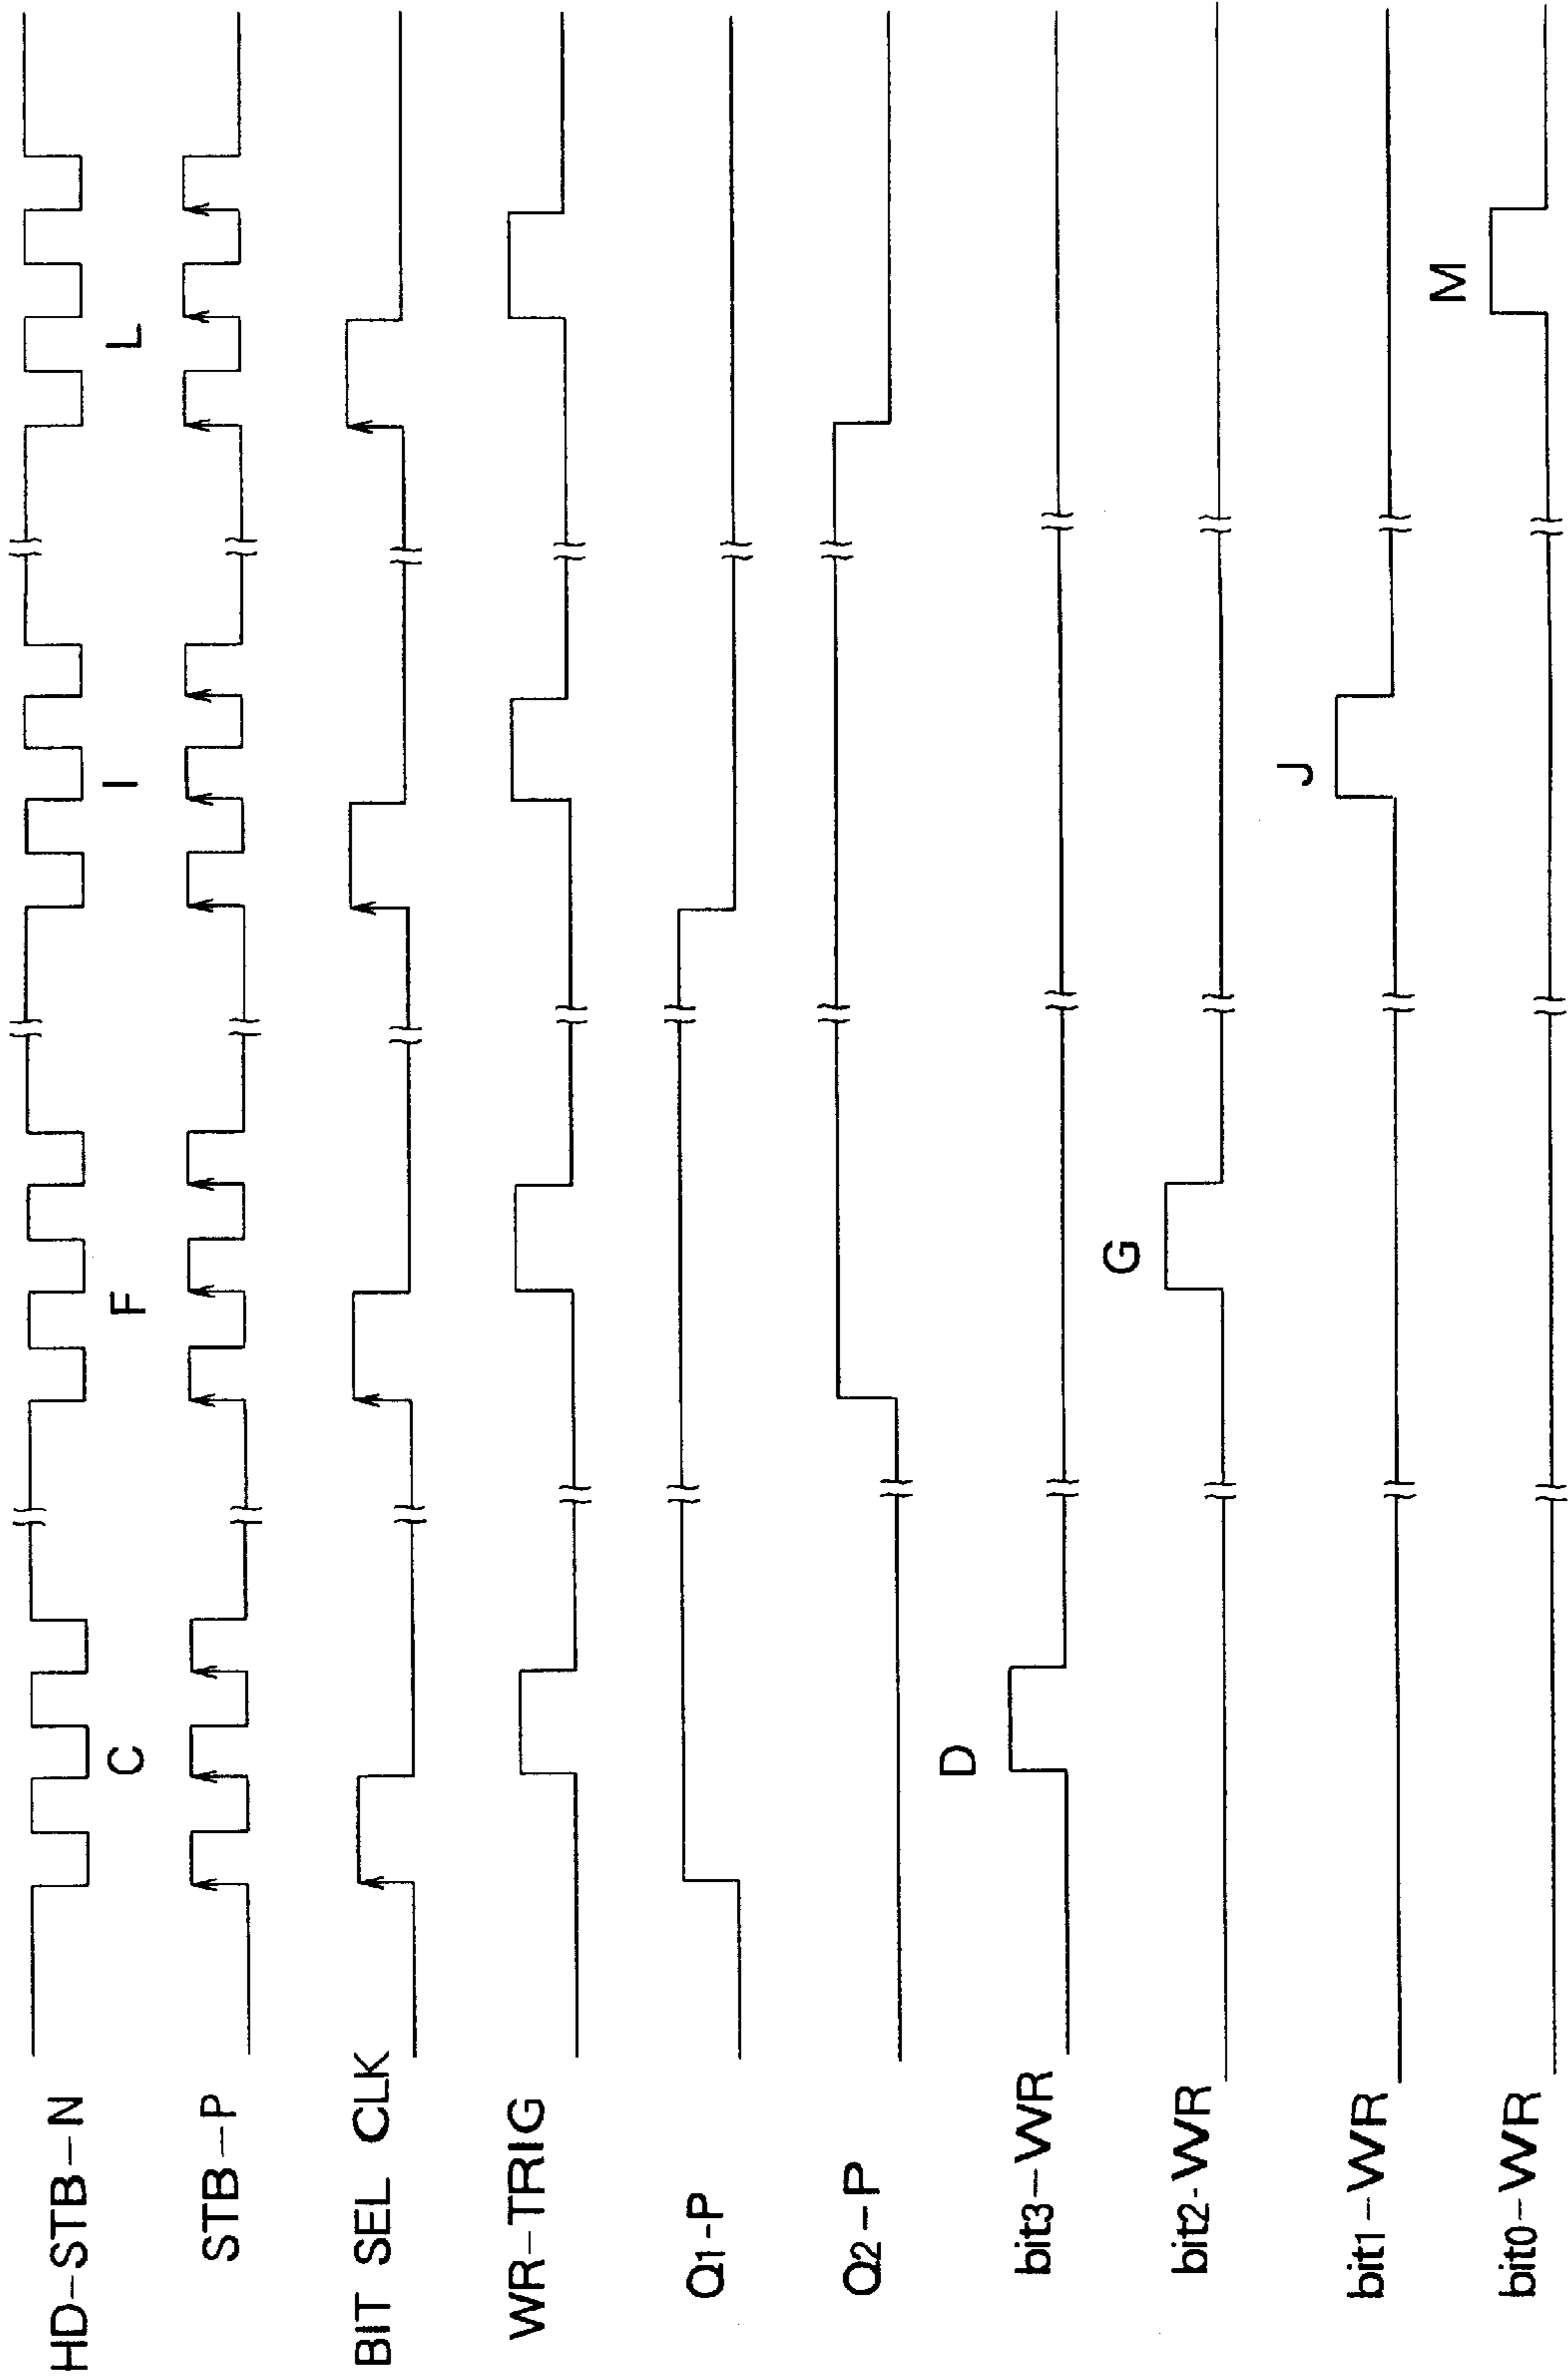 HD-STB-N
C
F
I
L
STB-P
BIT SEL CLK
WR-TRIG
Q1-P
Q2-P
bit3-WR
D
bit2-WR
G
bit1-WR
J
bit0-WR
M